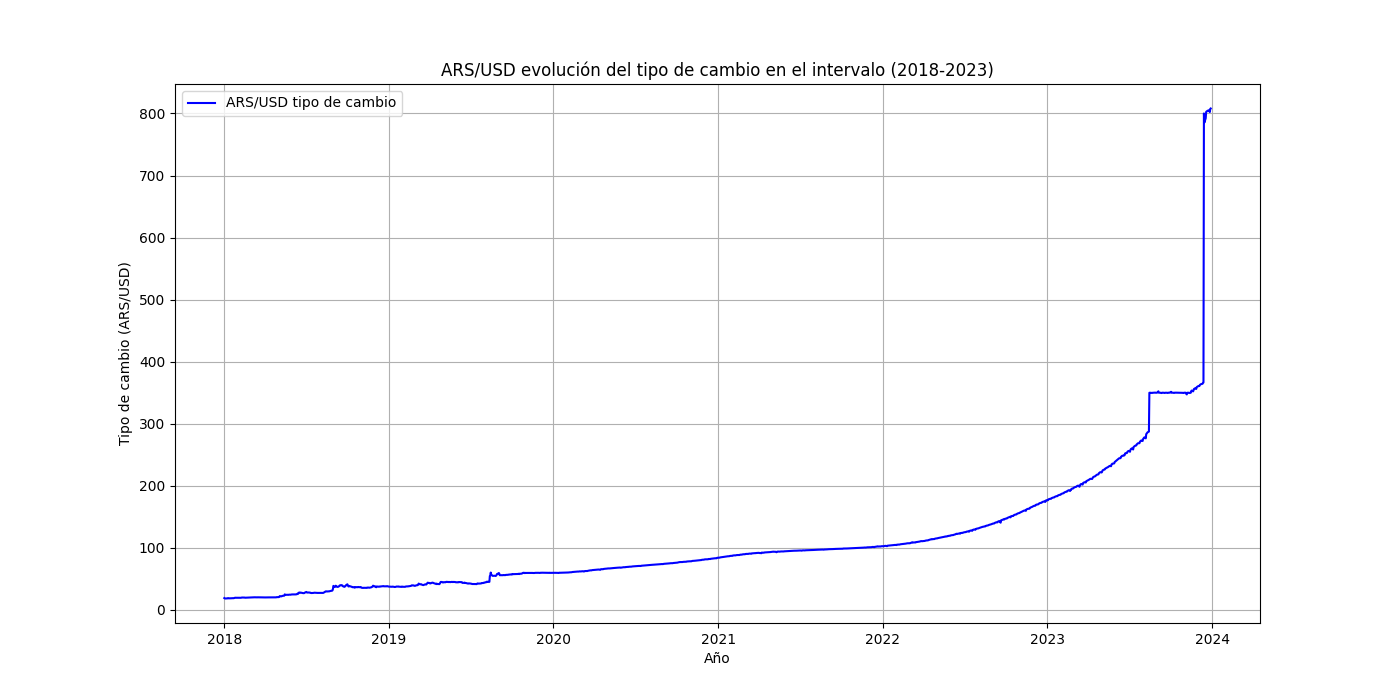 ARS/USD evolución del tipo de cambio en el intervalo (2018-2023)
ARS/USD tipo de cambio
Tipo de cambio (ARS/USD)
800
700
600
500
400
300
200
100
0
2018 2019 2020 2021 2022 2023 2024
Año